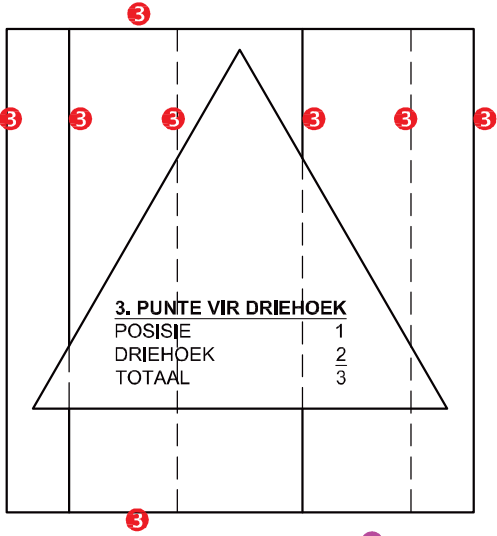 3
3 3 3 3 3 3
3. PUNTE VIR DRIEHOEK
POSISIE 1
DRIEHOEK 2
TOTAAL 3
3